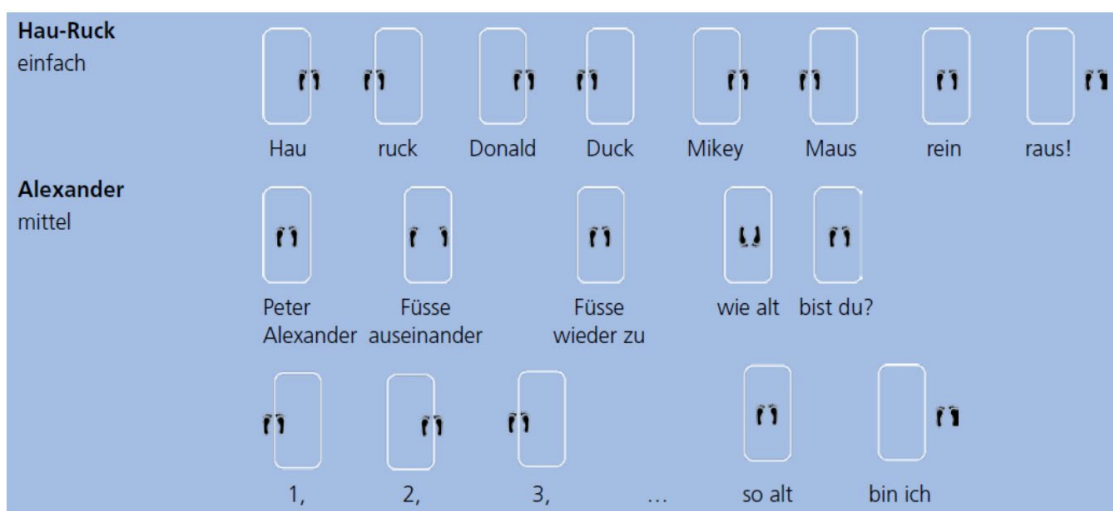 Hau-Ruck
einfach
Hau ruck Donald Duck Mikey Maus rein raus!
Alexander
mittel
Peter Füsse Füsse wie alt bist du?
Alexander auseinander wieder zu
1, 2, 3, ... so alt bin ich